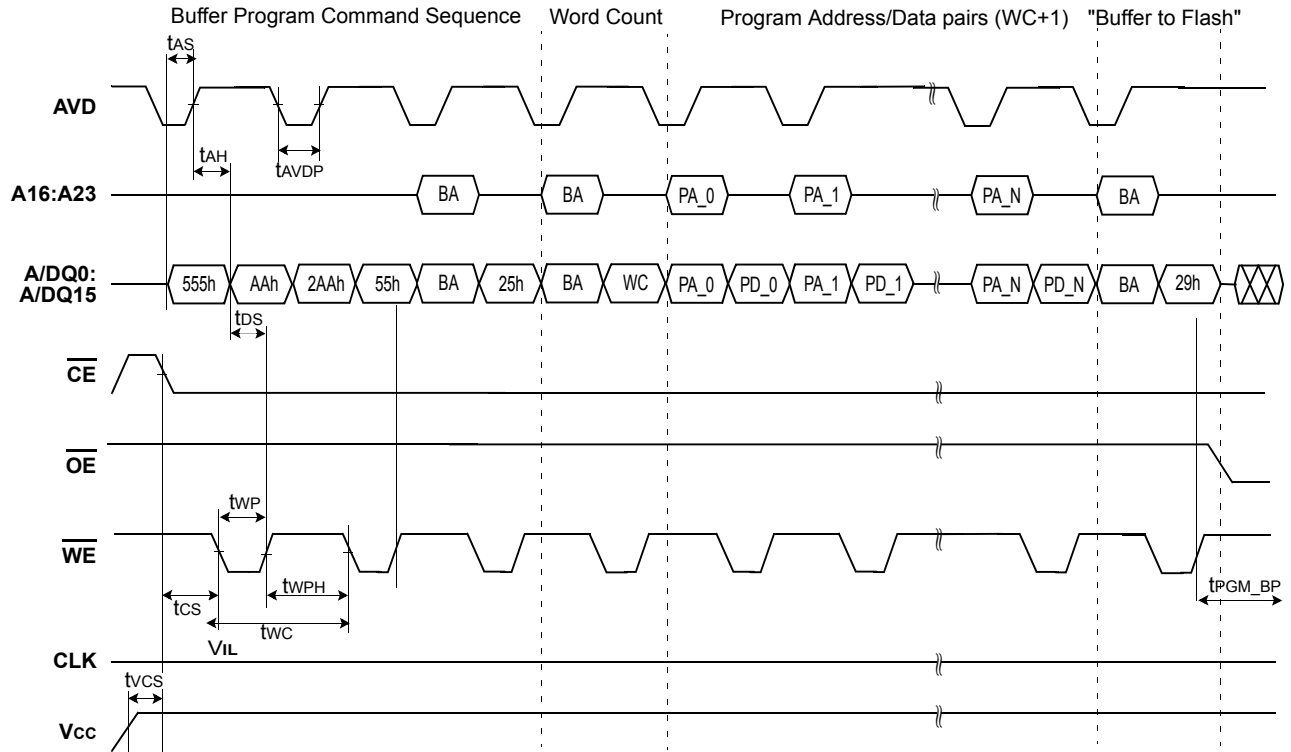 Buffer Program Command Sequence Word Count Program Address/Data pairs (WC+1) "Buffer to Flash"
tAS
AVD
tAH
tAVDP
A16:A23 BA BA PA_0 PA_1 PA_N BA
A/DQ0:
A/DQ15
555h AAh 2AAh 55h BA 25h BA WC PA_0 PD_0 PA_1 PD_1 PA_N PD_N BA 29h
tDS
CE
OE
tWP
WE
tWPH
tPGM_BP
tCS
tWC
VIL
CLK
tVCS
Vcc